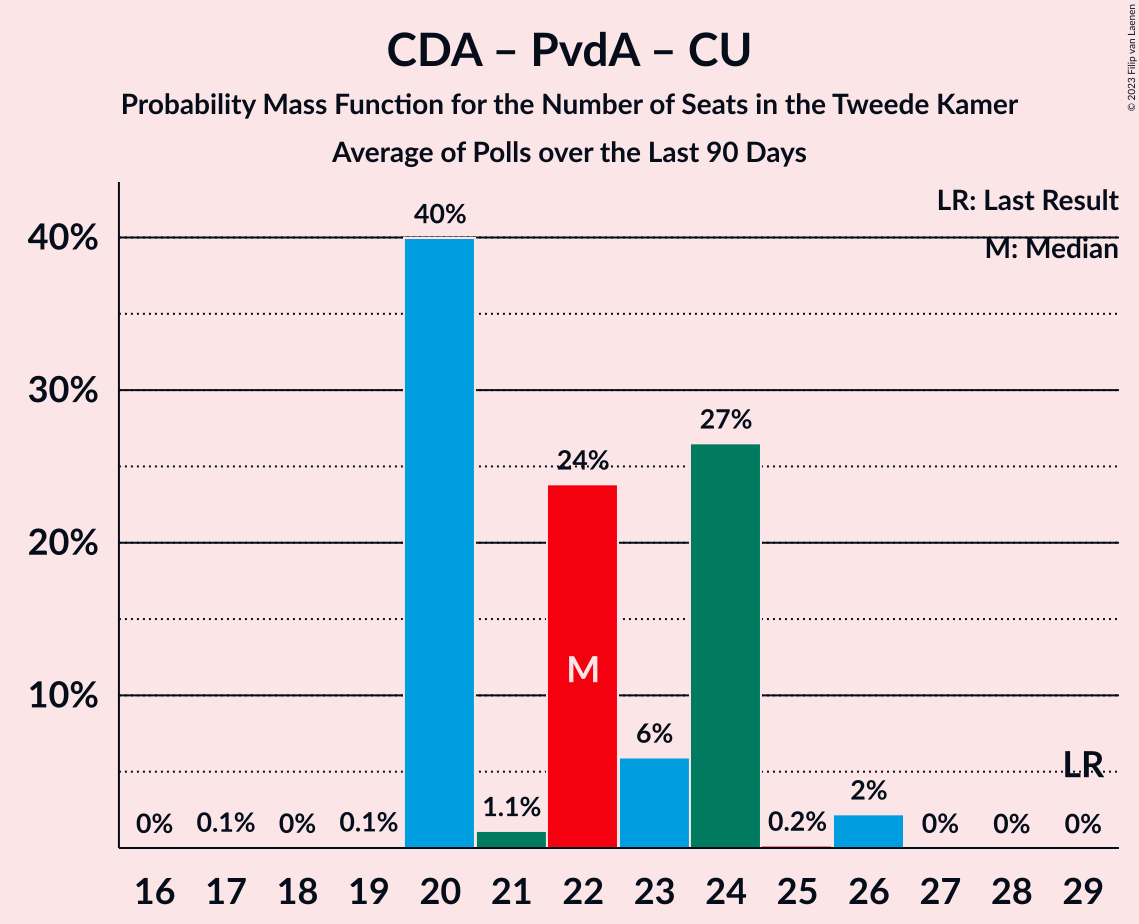 CDA – PvdA – CU
Probability Mass Function for the Number of Seats in the Tweede Kamer
Average of Polls over the Last 90 Days
© 2023 Filip van Laenen
LR: Last Result
M: Median
40%
30%
20%
10%
0%
0.1%
0%
0.1%
40%
1.1%
24%
6%
27%
0.2%
2%
0%
0%
0%
M
LR
16 17 18 19 20 21 22 23 24 25 26 27 28 29